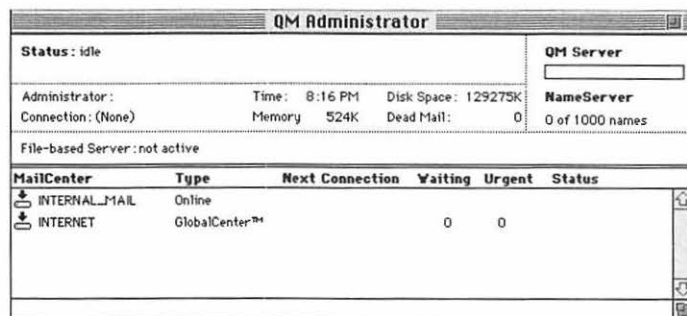 QM Administrator
Status: idle
QM Server
Administrator: Time: 8:16 PM Disk Space: 129275K NameServer
Connection: (None) Memory 524K Dead Mail: 0 0 of 1000 names
File-based Server: not active
MailCenter Type Next Connection Waiting Urgent Status
INTERNAL_MAIL Online
INTERNET GlobalCenter™ 0 0